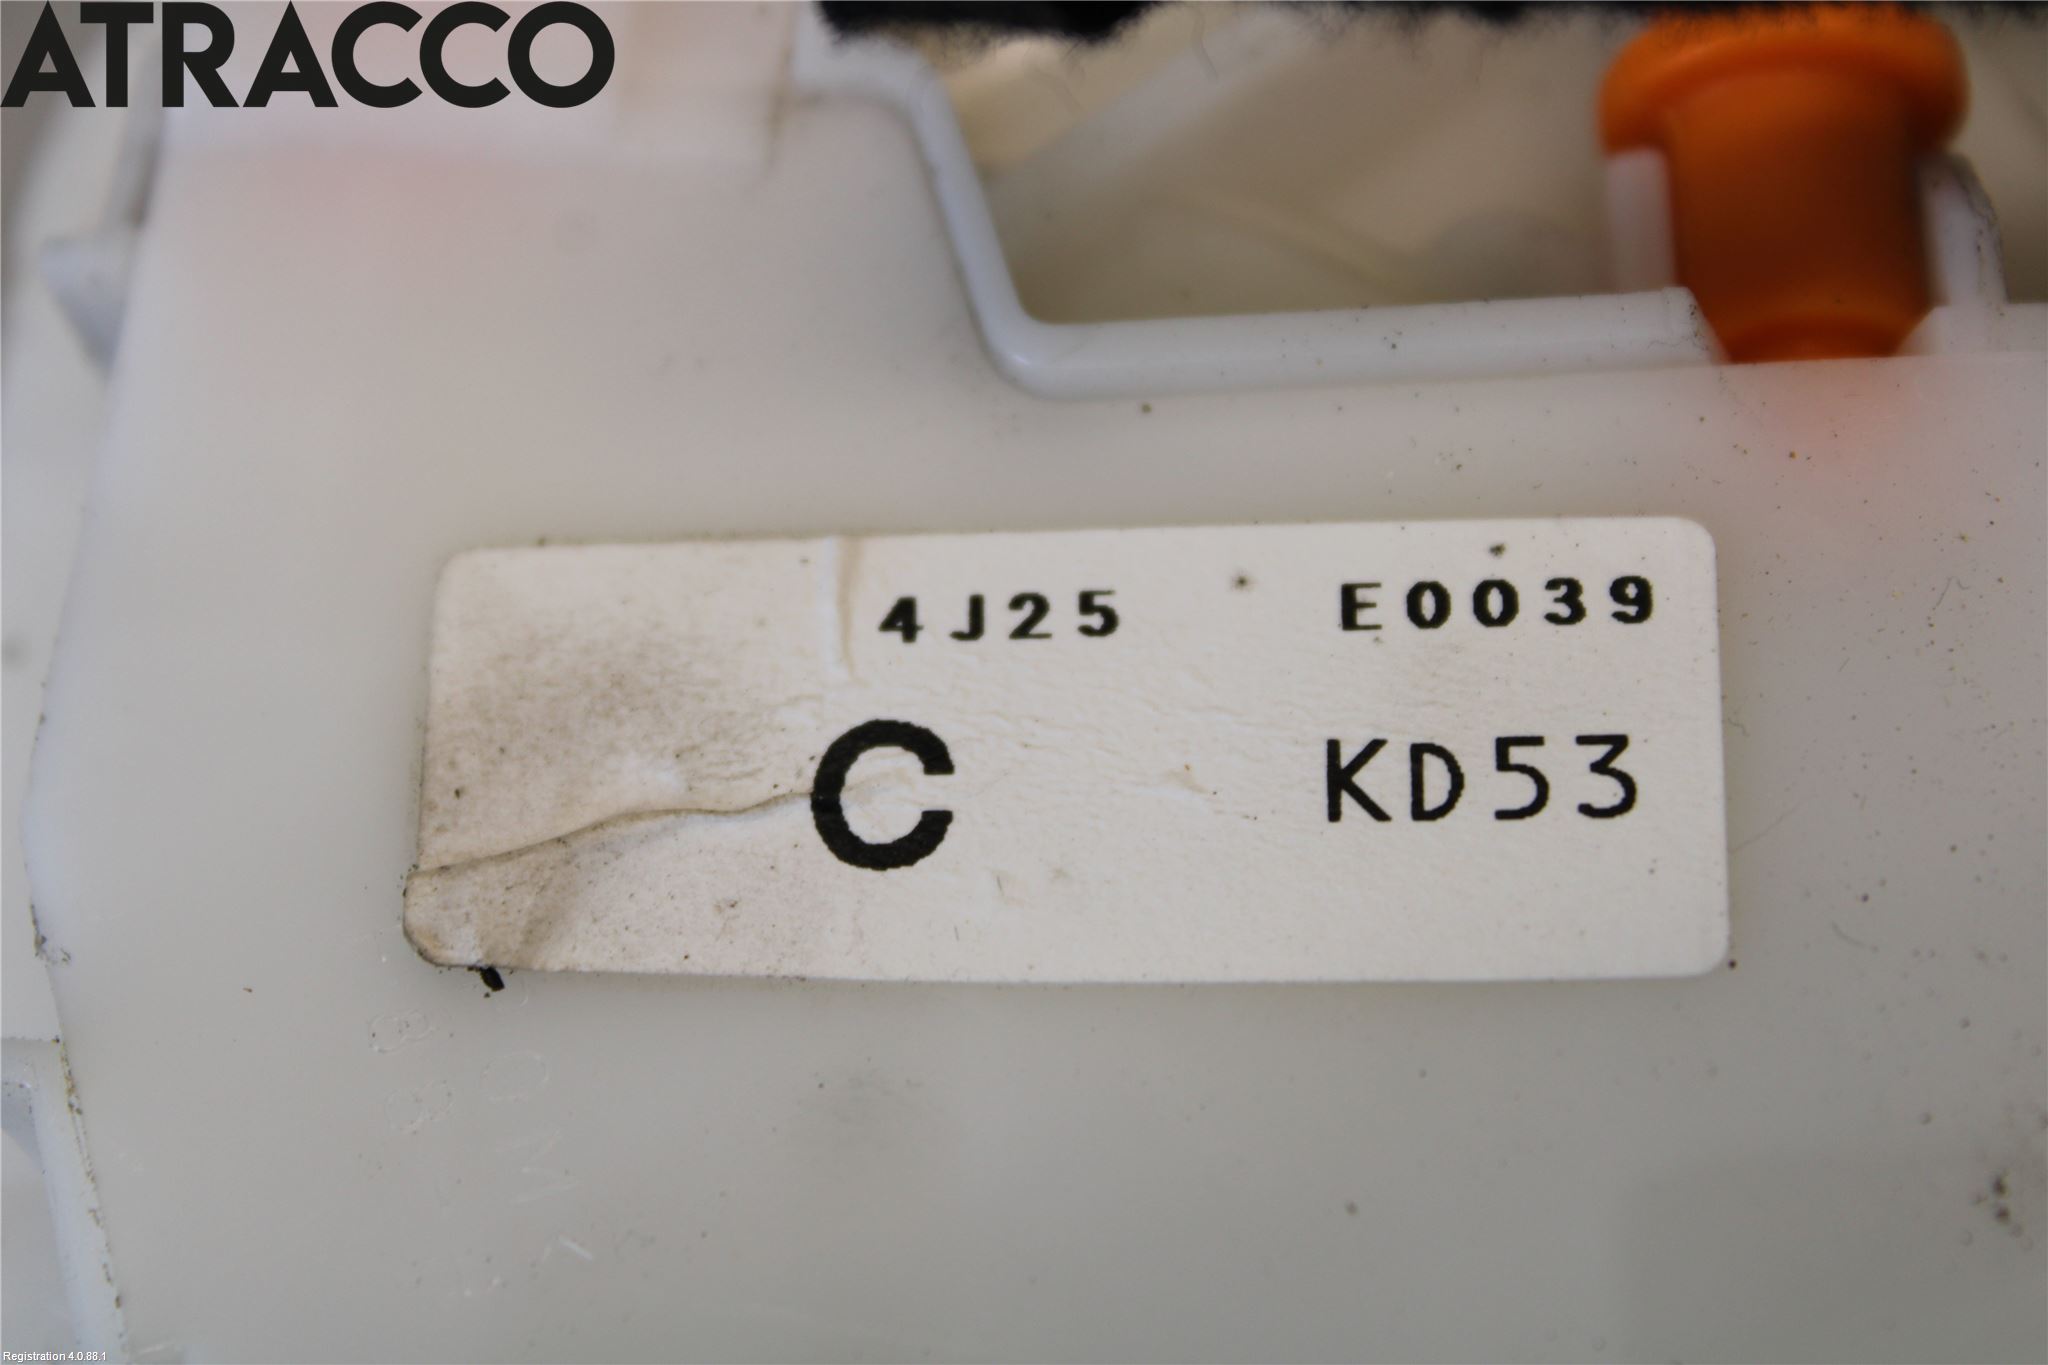 ATRACCO
4J25 E0039
C KD53
Registration 4.0.88.1